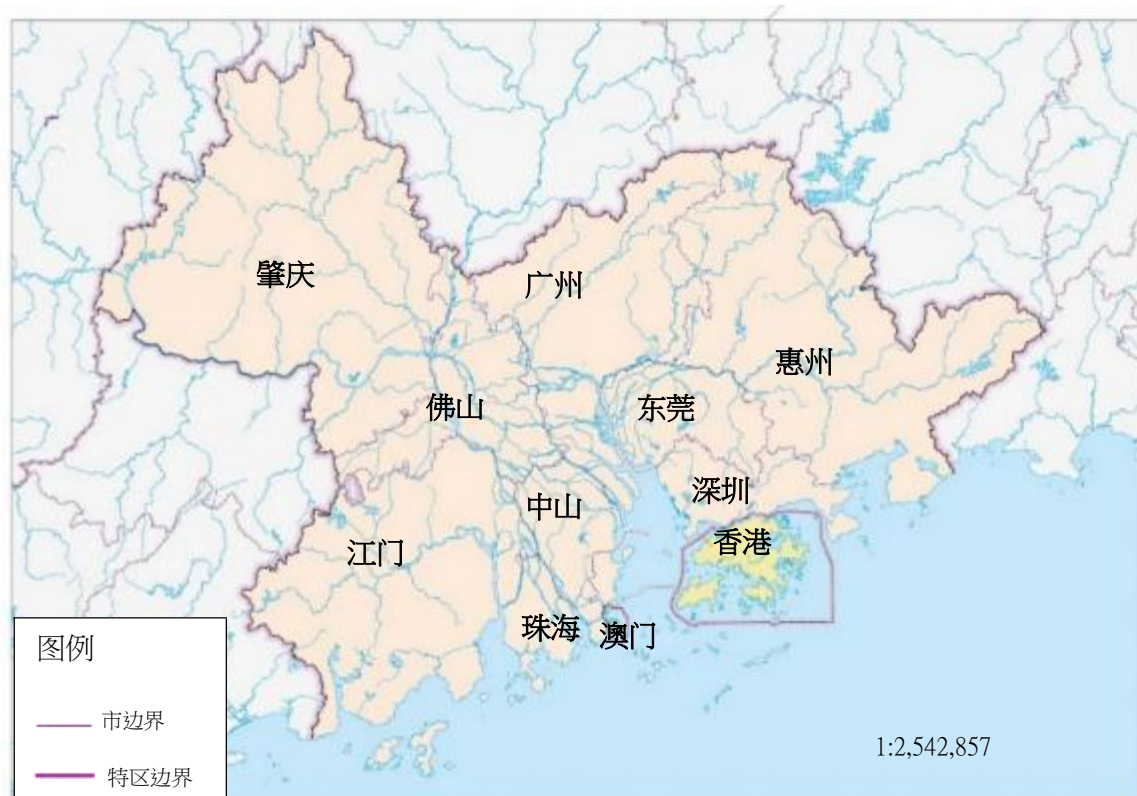 肇庆
广州
惠州
佛山
东莞
深圳
中山
香港
江门
珠海
澳门
图例
市边界
特区边界
1:2,542,857